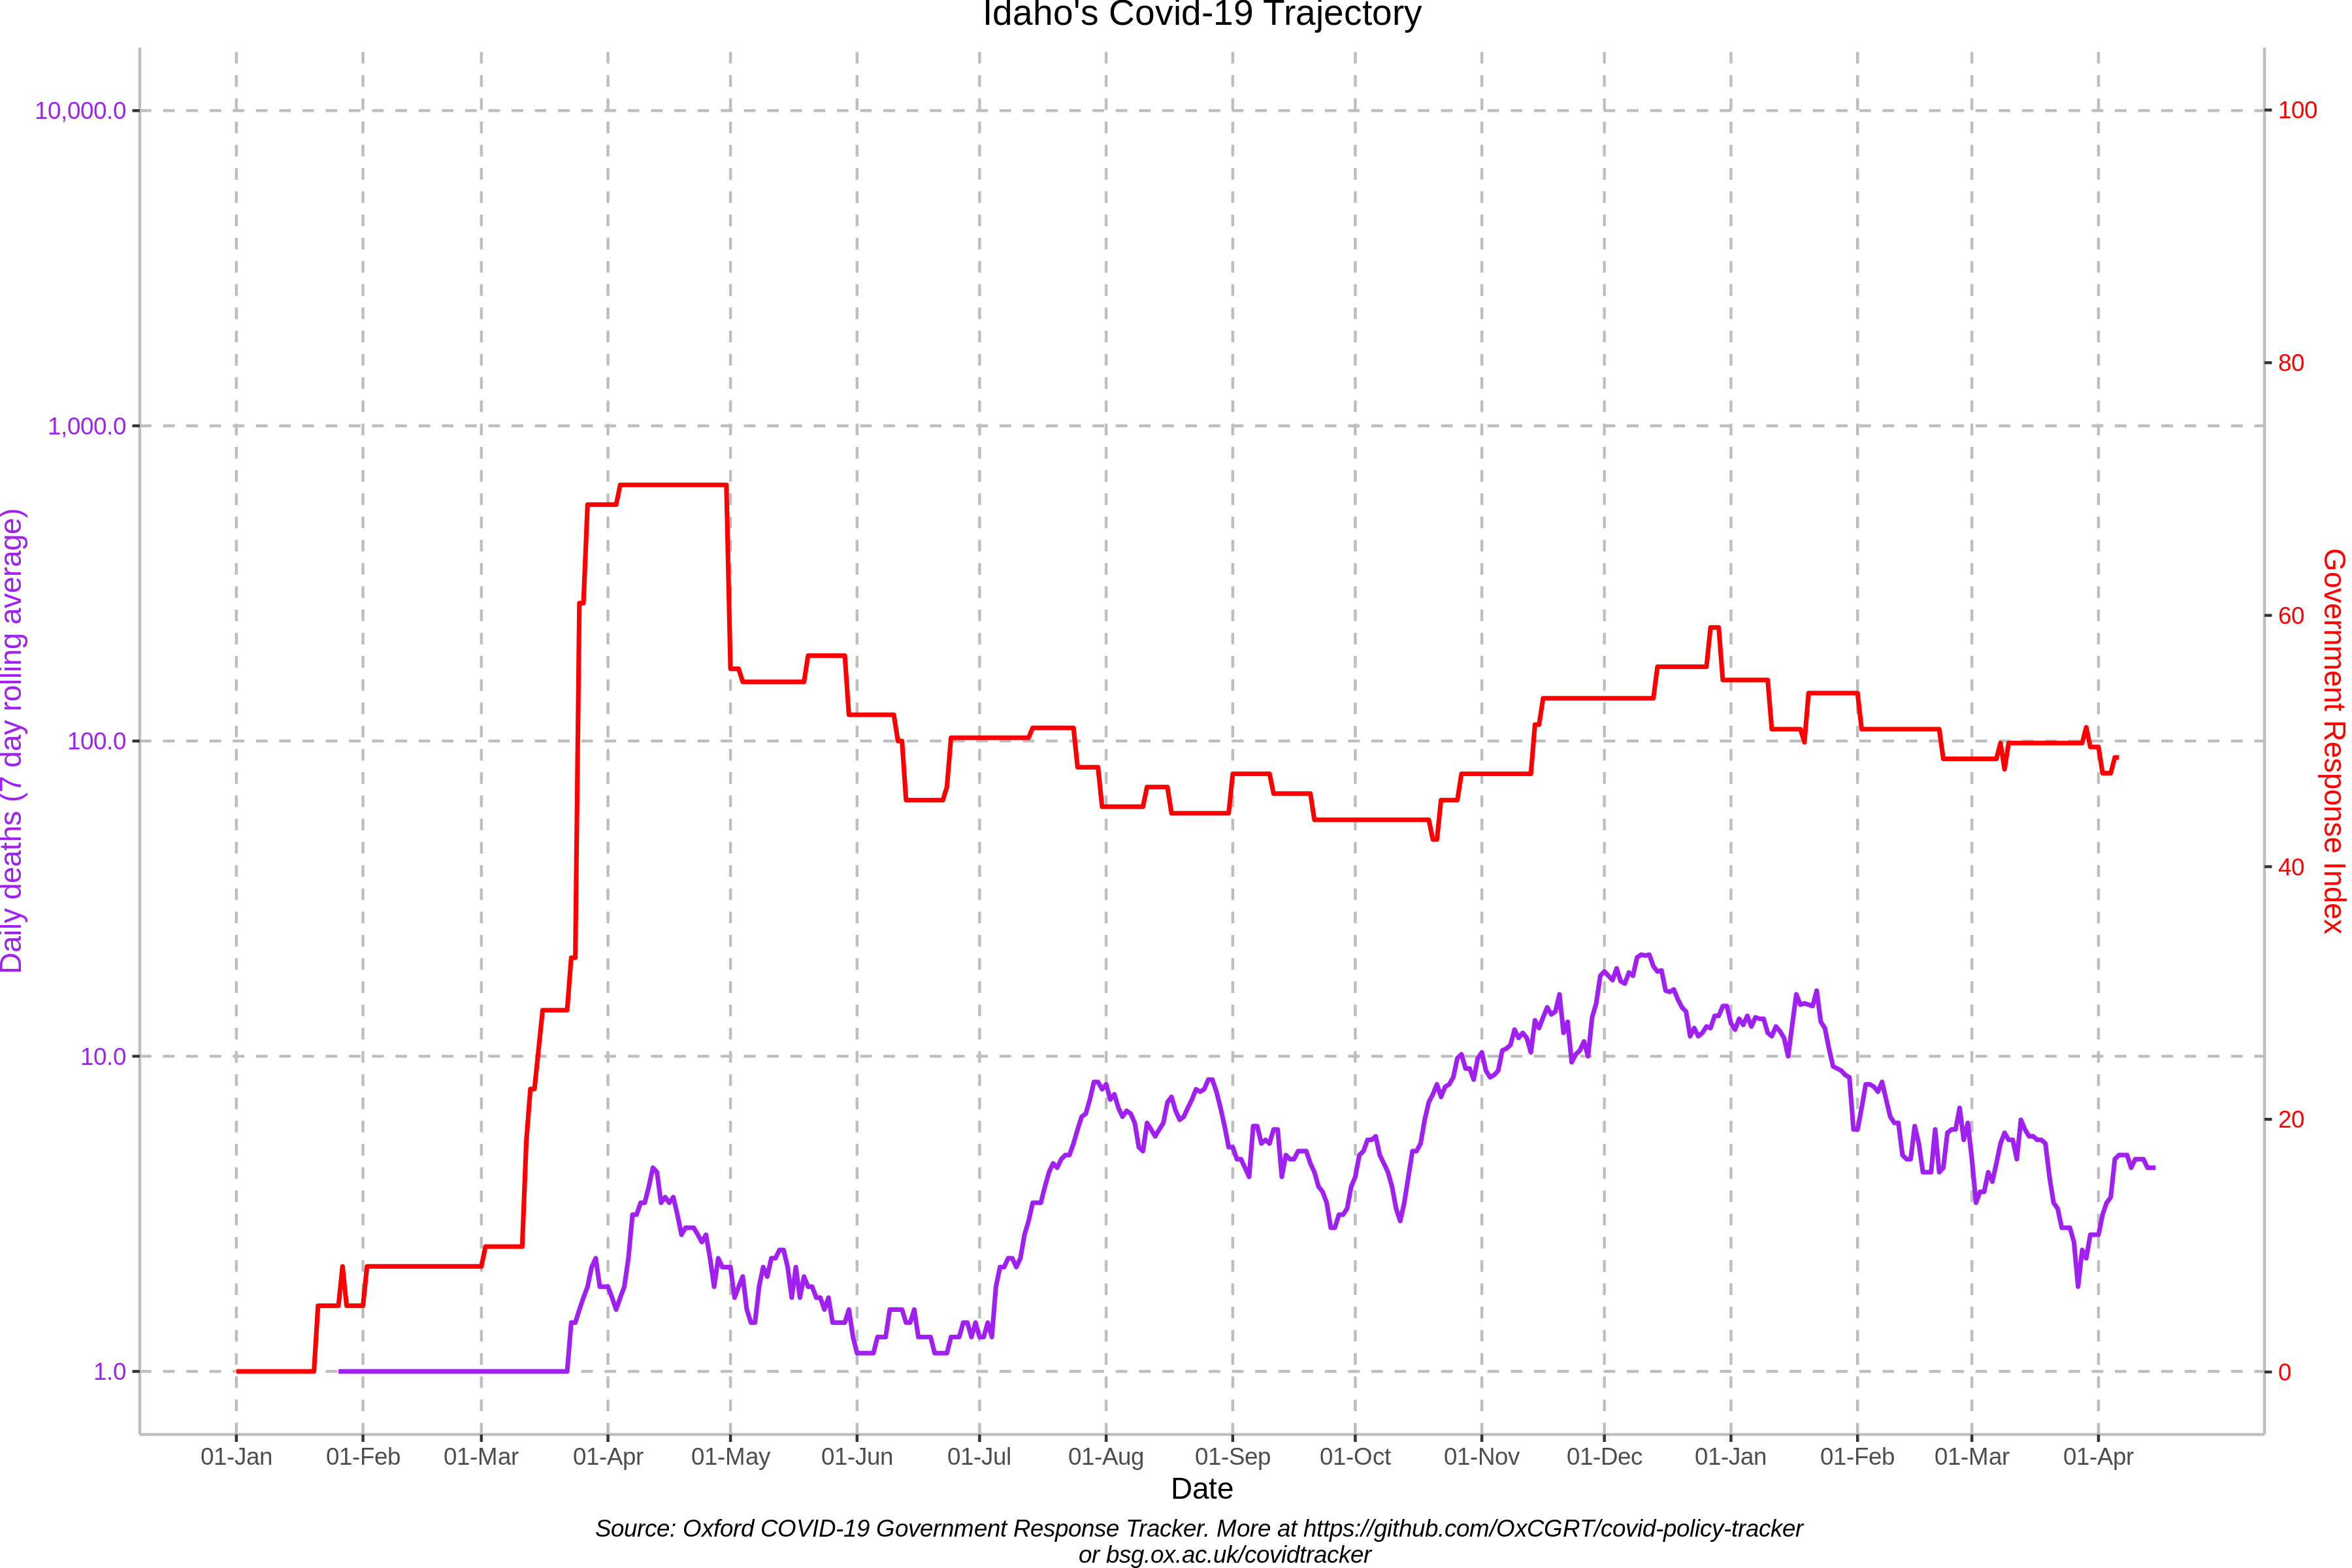 Idaho's Covid-19 Trajectory
10,000.0
1,000.0
100.0
10.0
1.0
Daily deaths (7 day rolling average)
100
80
60
40
20
0
Government Response Index
01-Jan 01-Feb 01-Mar 01-Apr 01-May 01-Jun 01-Jul 01-Aug 01-Sep 01-Oct 01-Nov 01-Dec 01-Jan 01-Feb 01-Mar 01-Apr
Date
Source: Oxford COVID-19 Government Response Tracker. More at https://github.com/OxCGRT/covid-policy-tracker
or bsg.ox.ac.uk/covidtracker